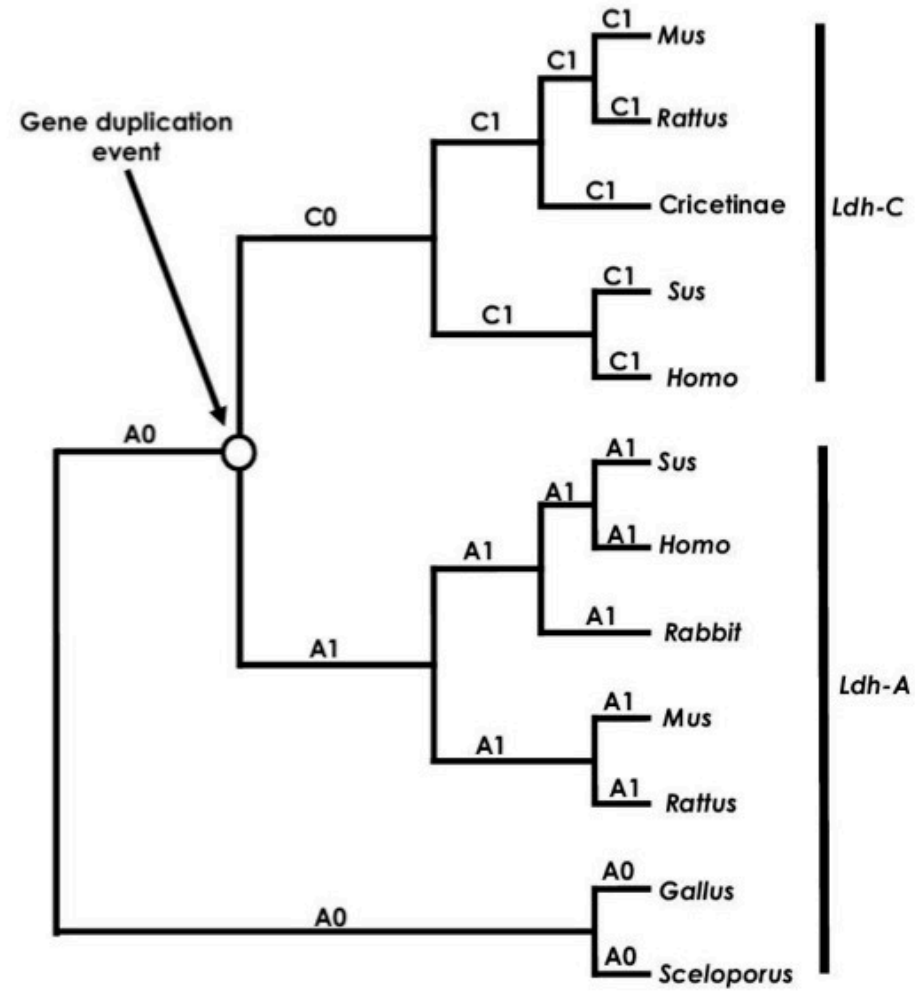 C1
Mus
C1
Gene duplication
event
C1
C1
Rattus
C1
Cricetinae
Ldh-C
C0
C1
Sus
C1
C1
Homo
A0
A1
Sus
A1
A1
Homo
A1
A1
Rabbit
A1
Ldh-A
A1
Mus
A1
A1
Rattus
A0
Gallus
A0
A0
Sceloporus